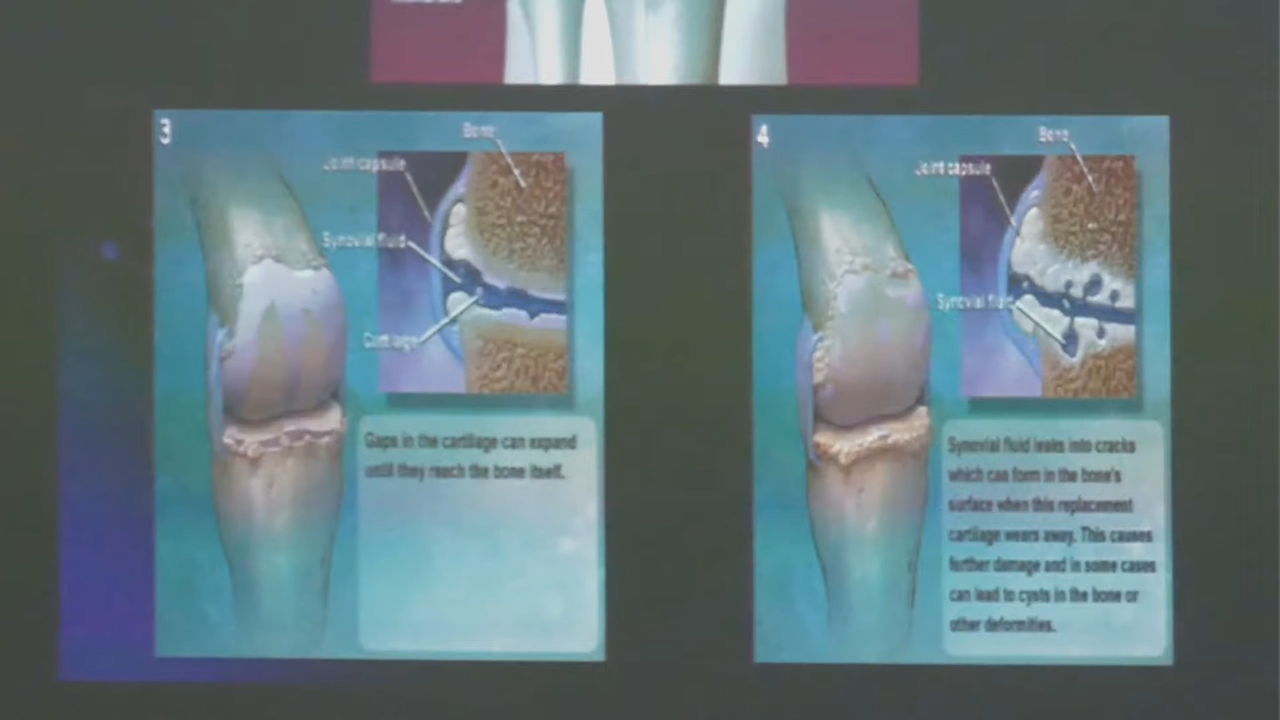 3
Bone
Joint capsule
Synovial fluid
Cartilage
Gaps in the cartilage can expand
until they reach the bone itself.
4
Bone
Joint capsule
Synovial fluid
Synovial fluid leaks into cracks
which can form in the bone's
surface when this replacement
cartilage wears away. This causes
further damage and in some cases
can lead to cysts in the bone or
other deformities.